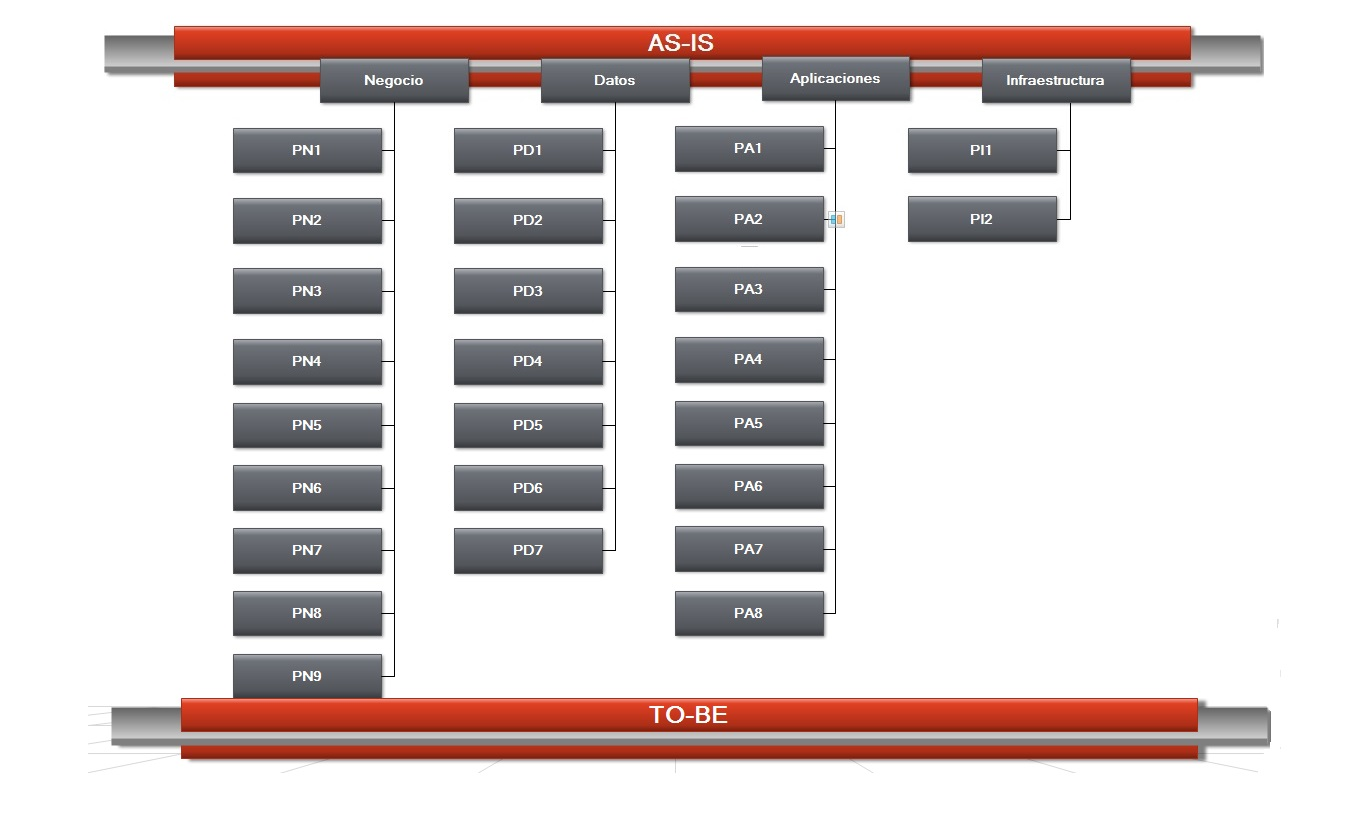 AS-IS
Negocio
Datos
Aplicaciones
Infraestructura
PN1
PD1
PA1
PI1
PN2
PD2
PA2
PI2
PN3
PD3
PA3
PN4
PD4
PA4
PN5
PD5
PA5
PN6
PD6
PA6
PN7
PD7
PA7
PN8
PA8
PN9
TO-BE